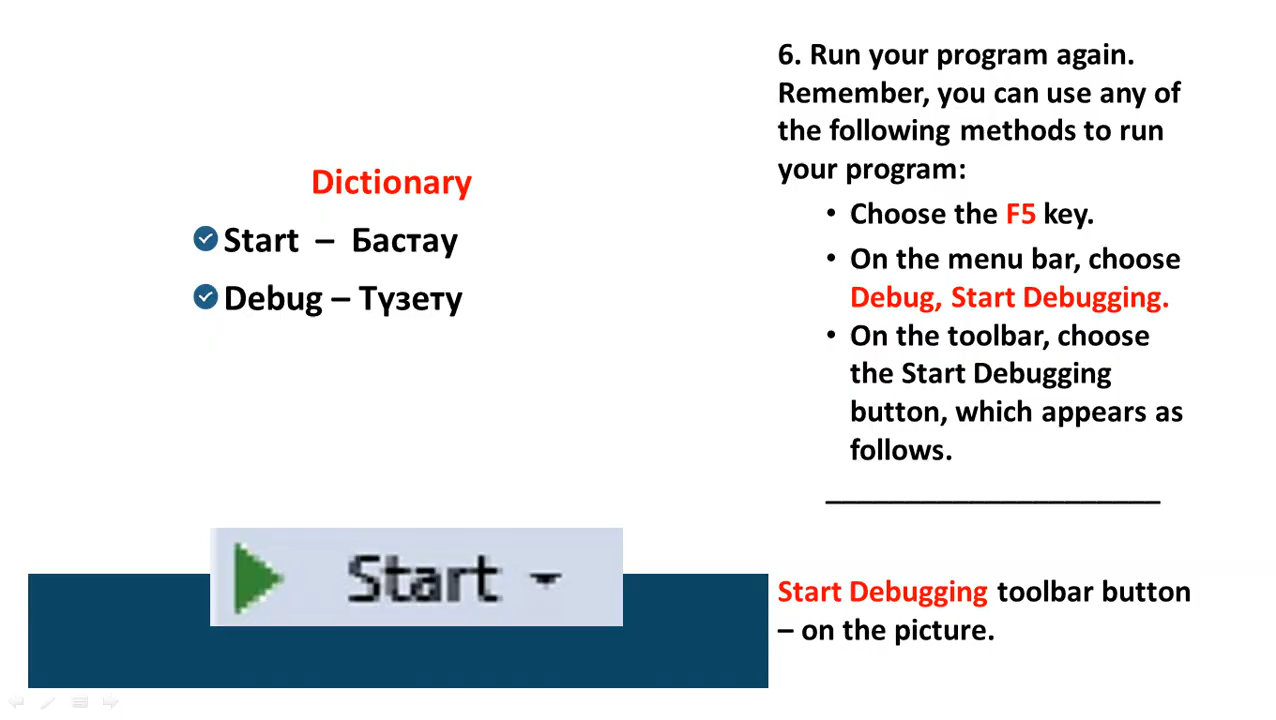 Dictionary
Start – Бастау
Debug – Түзету
Start
6. Run your program again.
Remember, you can use any of
the following methods to run
your program:
• Choose the F5 key.
• On the menu bar, choose
Debug, Start Debugging.
• On the toolbar, choose
the Start Debugging
button, which appears as
follows.
Start Debugging toolbar button
– on the picture.